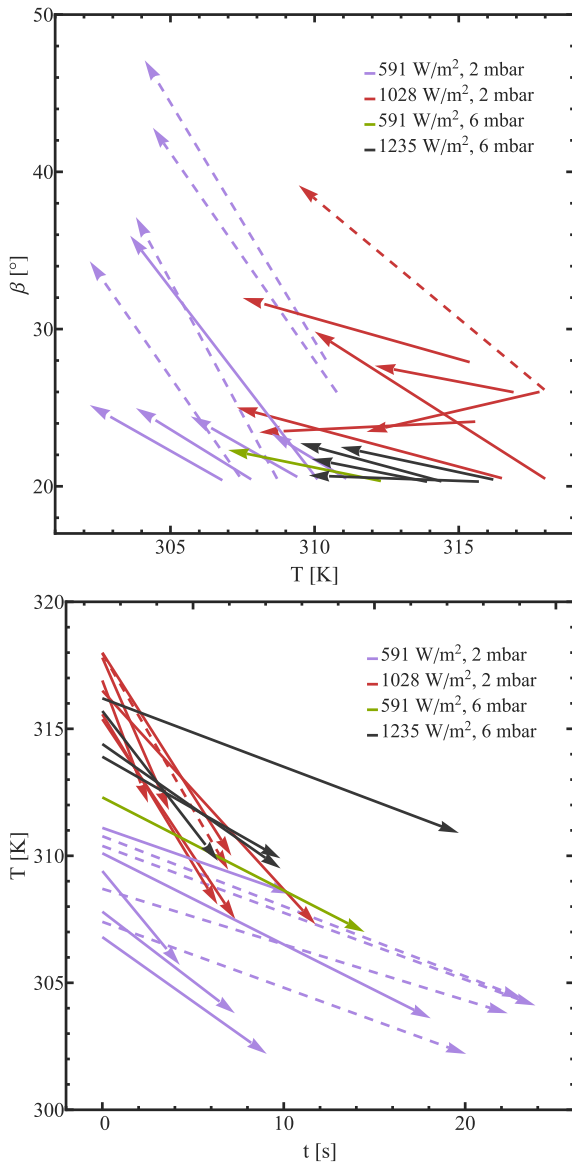 50
40
30
20
β [°]
591 W/m², 2 mbar
1028 W/m², 2 mbar
591 W/m², 6 mbar
1235 W/m², 6 mbar
305
310
315
T [K]
320
315
310
305
300
T [K]
591 W/m², 2 mbar
1028 W/m², 2 mbar
591 W/m², 6 mbar
1235 W/m², 6 mbar
0
10
20
t [s]